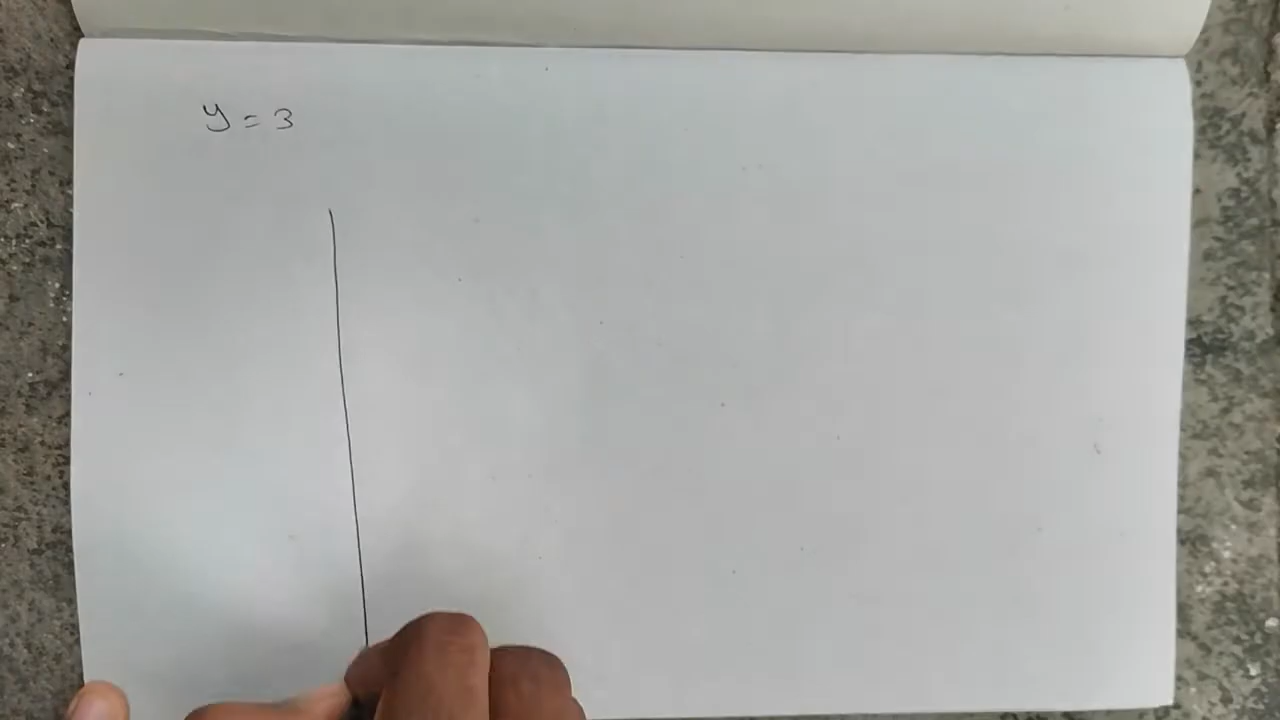 y = 3